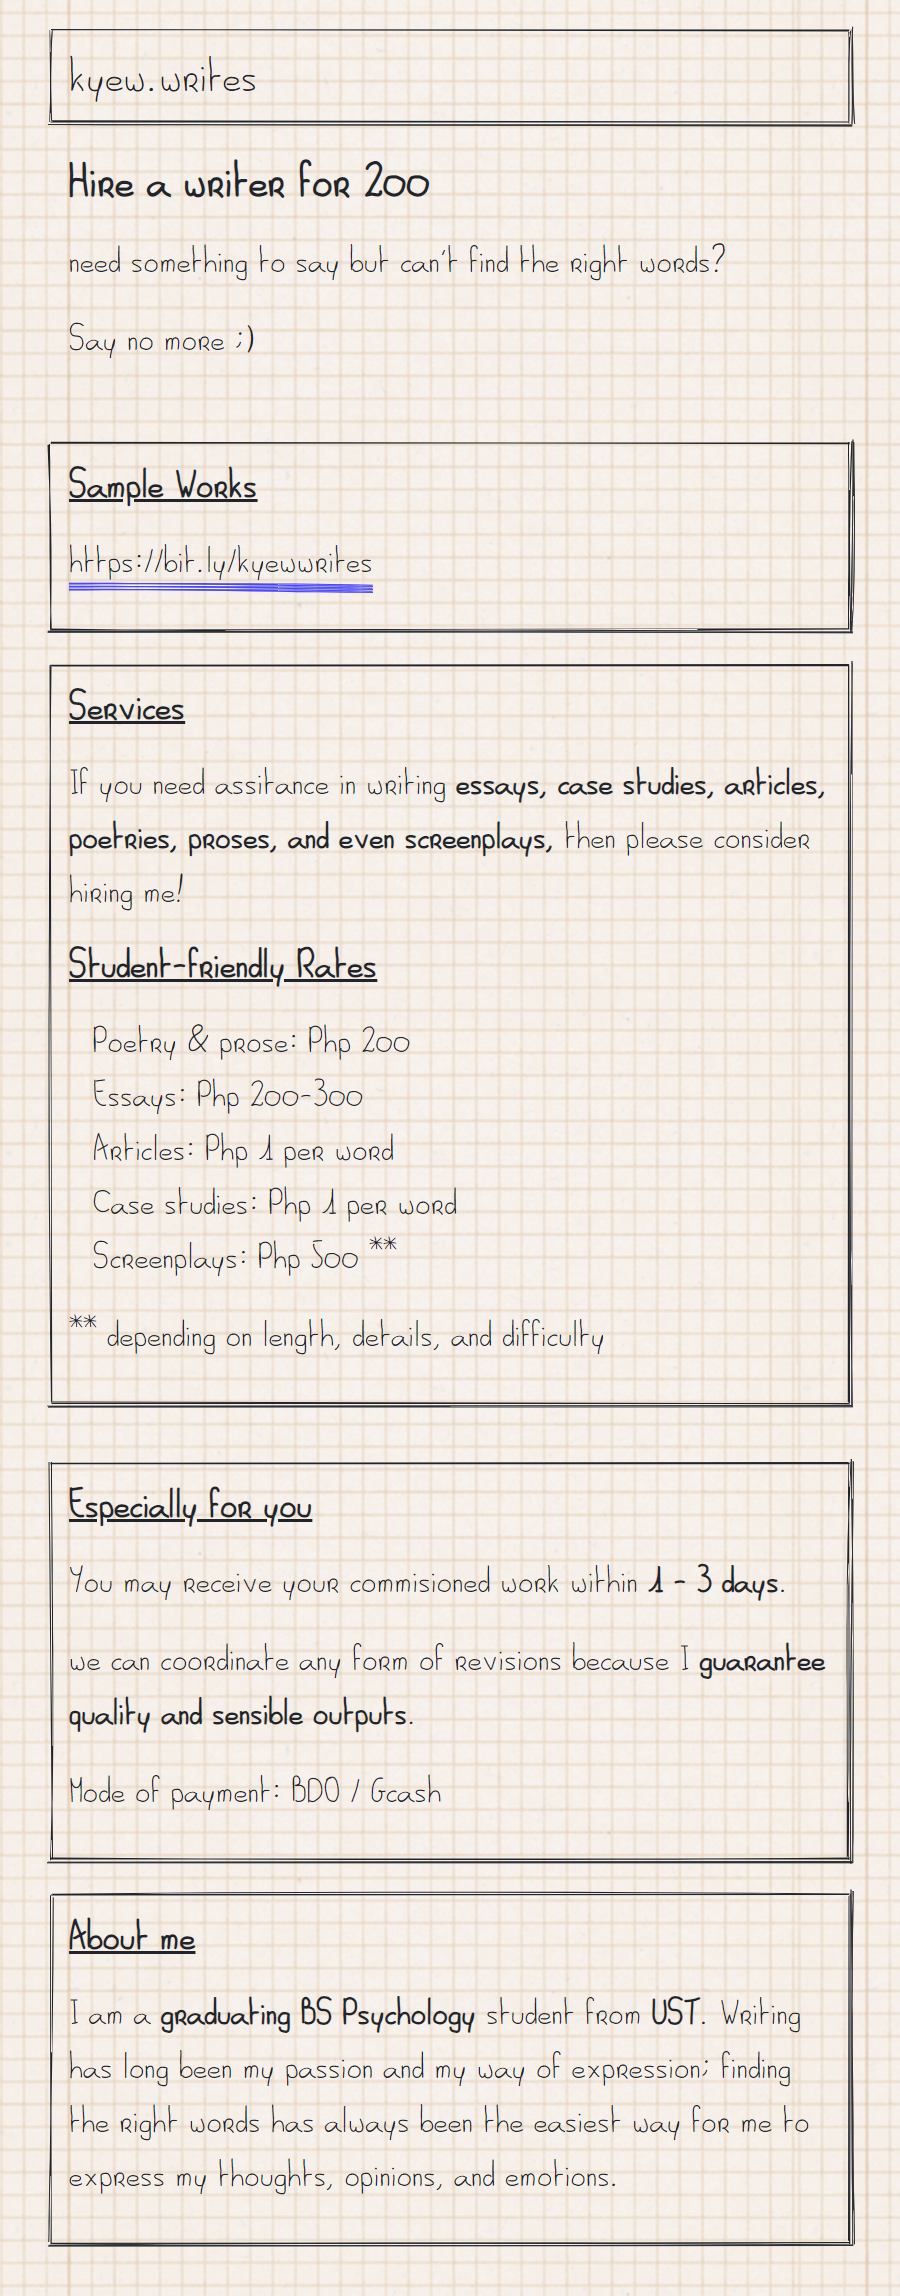 kyew.writes
Hire a writer for 200
need something to say but can't find the right words?
Say no more ;)
Sample Works
https://bit.ly/kyewwrites
Services
If you need assitance in writing essays, case studies, articles,
poetries, proses, and even screenplays, then please consider
hiring me!
Student-friendly Rates
Poetry & prose: Php 200
Essays: Php 200-300
Articles: Php 1 per word
Case studies: Php 1 per word
Screenplays: Php 500 **
** depending on length, details, and difficulty
Especially for you
You may receive your commisioned work within 1 - 3 days.
we can coordinate any form of revisions because I guarantee
quality and sensible outputs.
Mode of payment: BDO / Gcash
About me
I am a graduating BS Psychology student from UST. Writing
has long been my passion and my way of expression; finding
the right words has always been the easiest way for me to
express my thoughts, opinions, and emotions.